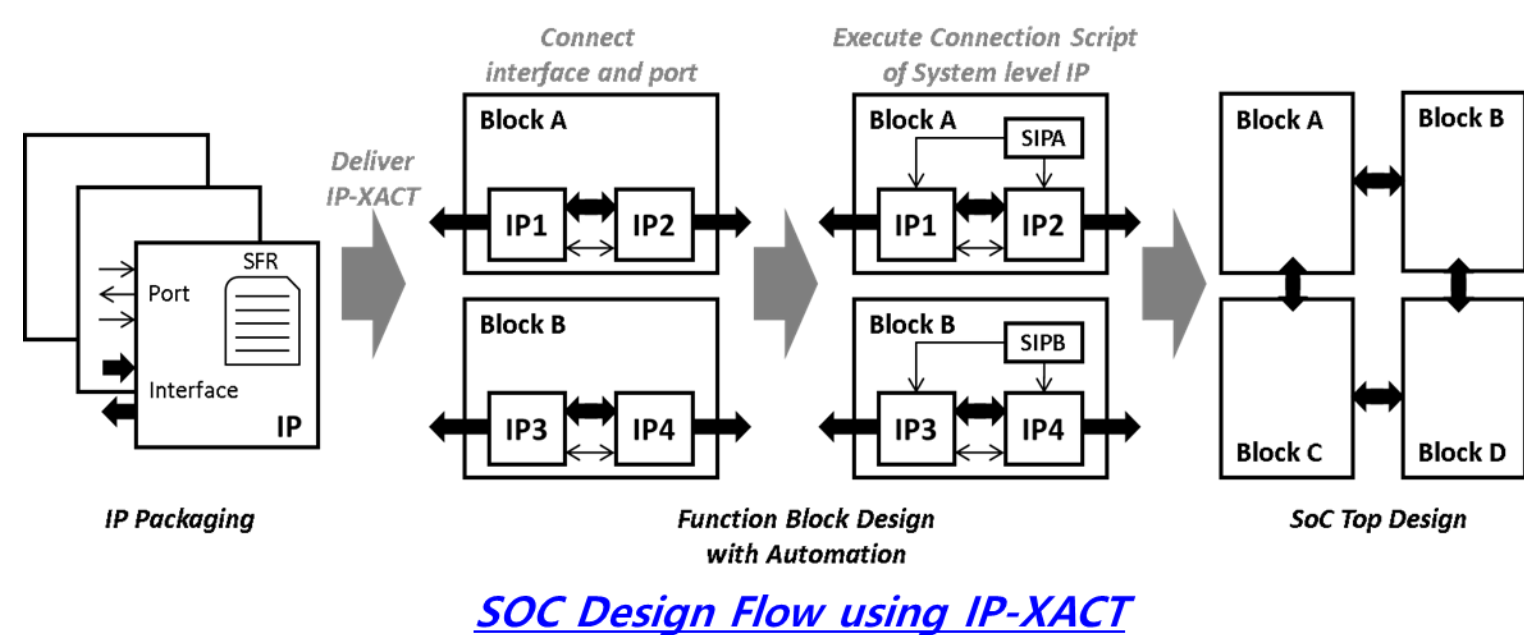 Connect
interface and port
Execute Connection Script
of System level IP
Deliver
IP-XACT
SFR
Port
Interface
IP
Block A
IP1
IP2
Block B
IP3
IP4
Block A
SIPA
IP1
IP2
Block B
SIPB
IP3
IP4
Block A
Block B
Block C
Block D
IP Packaging
Function Block Design
with Automation
SoC Top Design
SOC Design Flow using IP-XACT